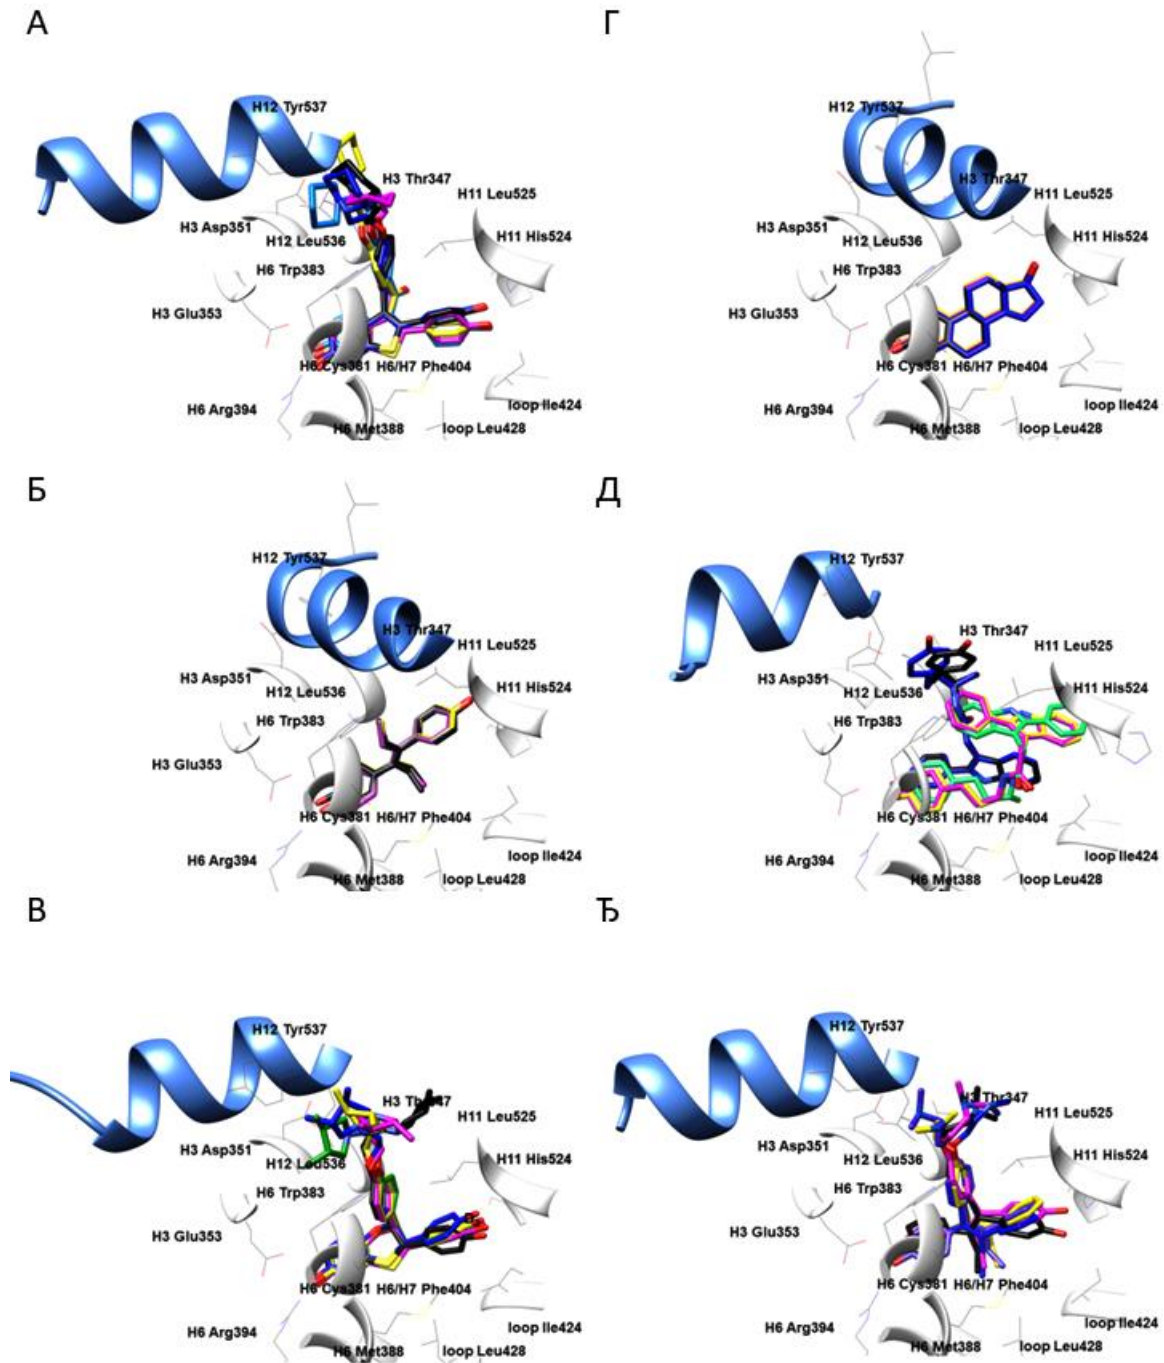 А
H12 Tyr537
H3 Thr347
H11 Leu525
H3 Asp351
H12 Leu536
H11 His524
H6 Trp383
H3 Glu353
H6 Cys381 H6/H7 Phe404
H6 Arg394
loop Ile424
H6 Met388
loop Leu428
Г
H12 Tyr537
H3 Thr347
H11 Leu525
H3 Asp351
H12 Leu536
H11 His524
H6 Trp383
H3 Glu353
H6 Cys381 H6/H7 Phe404
H6 Arg394
loop Ile424
H6 Met388
loop Leu428
Б
H12 Tyr537
H3 Thr347
H11 Leu525
H3 Asp351
H12 Leu536
H11 His524
H6 Trp383
H3 Glu353
H6 Cys381 H6/H7 Phe404
H6 Arg394
loop Ile424
H6 Met388
loop Leu428
Д
H12 Tyr537
H3 Thr347
H11 Leu525
H3 Asp351
H12 Leu536
H11 His524
H6 Trp383
H3 Glu353
H6 Cys381 H6/H7 Phe404
H6 Arg394
loop Ile424
H6 Met388
loop Leu428
В
H12 Tyr537
H3 Thr347
H11 Leu525
H3 Asp351
H12 Leu536
H11 His524
H6 Trp383
H3 Glu353
H6 Cys381 H6/H7 Phe404
H6 Arg394
loop Ile424
H6 Met388
loop Leu428
Ђ
H12 Tyr537
H3 Thr347
H11 Leu525
H3 Asp351
H12 Leu536
H11 His524
H6 Trp383
H3 Glu353
H6 Cys381 H6/H7 Phe404
H6 Arg394
loop Ile424
H6 Met388
loop Leu428